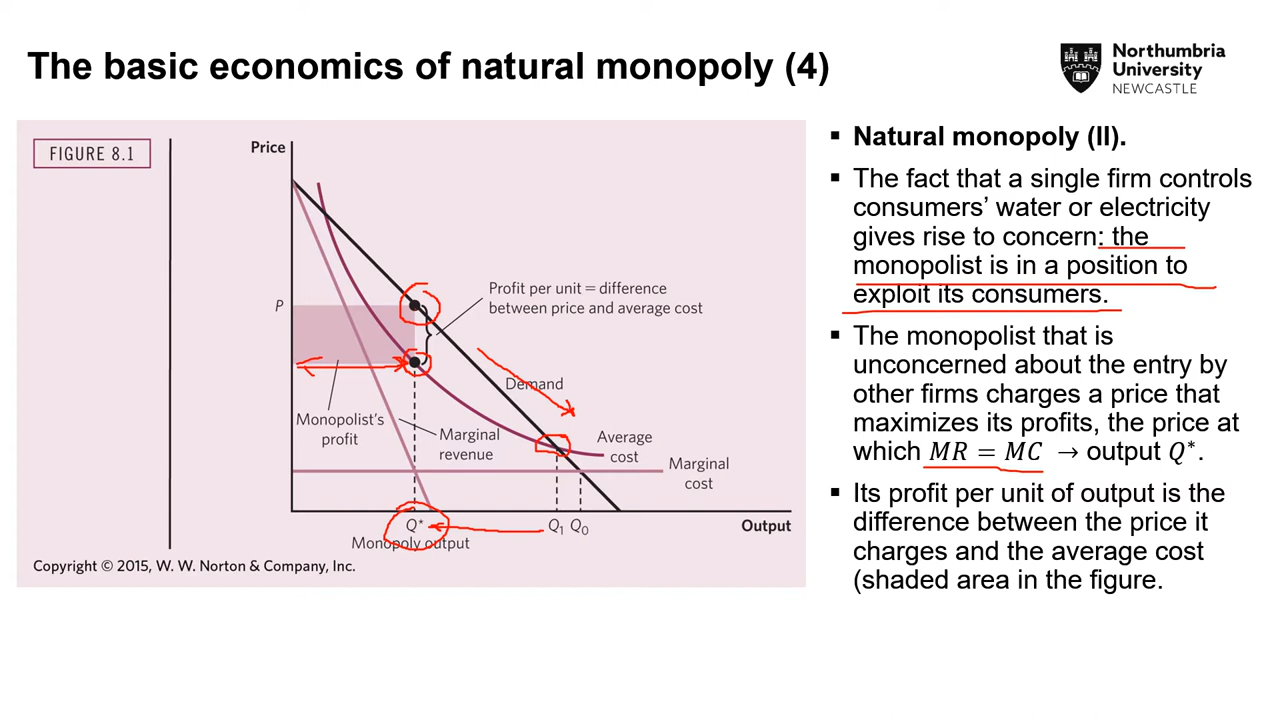 The basic economics of natural monopoly (4)
Northumbria
University
NEWCASTLE
FIGURE 8.1
Price
P
Profit per unit = difference
between price and average cost
Demand
Monopolist's
profit
Marginal
revenue
Average
cost
Marginal
cost
Q*
Q₁ Q₀
Output
Monopoly output
Copyright © 2015, W. W. Norton & Company, Inc.
▪ Natural monopoly (II).
▪ The fact that a single firm controls
consumers' water or electricity
gives rise to concern: the
monopolist is in a position to
exploit its consumers.
▪ The monopolist that is
unconcerned about the entry by
other firms charges a price that
maximizes its profits, the price at
which MR = MC → output Q*.
▪ Its profit per unit of output is the
difference between the price it
charges and the average cost
(shaded area in the figure.